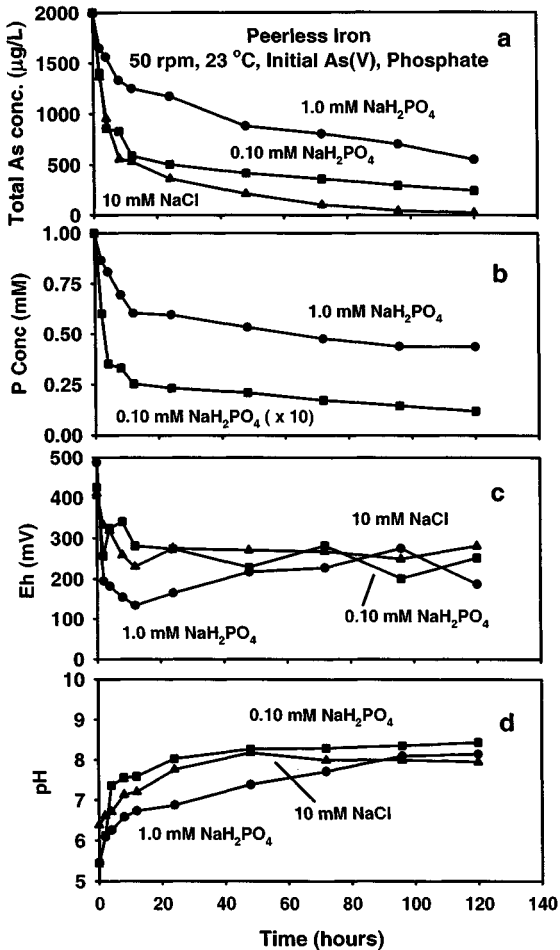 Peerless Iron
a
50 rpm, 23 °C, Initial As(V), Phosphate
1.0 mM NaH₂PO₄
0.10 mM NaH₂PO₄
10 mM NaCl
Total As conc. (µg/L)
2000
1500
1000
500
0
b
1.0 mM NaH₂PO₄
0.10 mM NaH₂PO₄ ( x 10)
P Conc (mM)
1.00
0.75
0.50
0.25
0.00
c
10 mM NaCl
0.10 mM NaH₂PO₄
1.0 mM NaH₂PO₄
Eh (mV)
500
400
300
200
100
0
d
0.10 mM NaH₂PO₄
10 mM NaCl
1.0 mM NaH₂PO₄
pH
10
9
8
7
6
5
0 20 40 60 80 100 120 140
Time (hours)